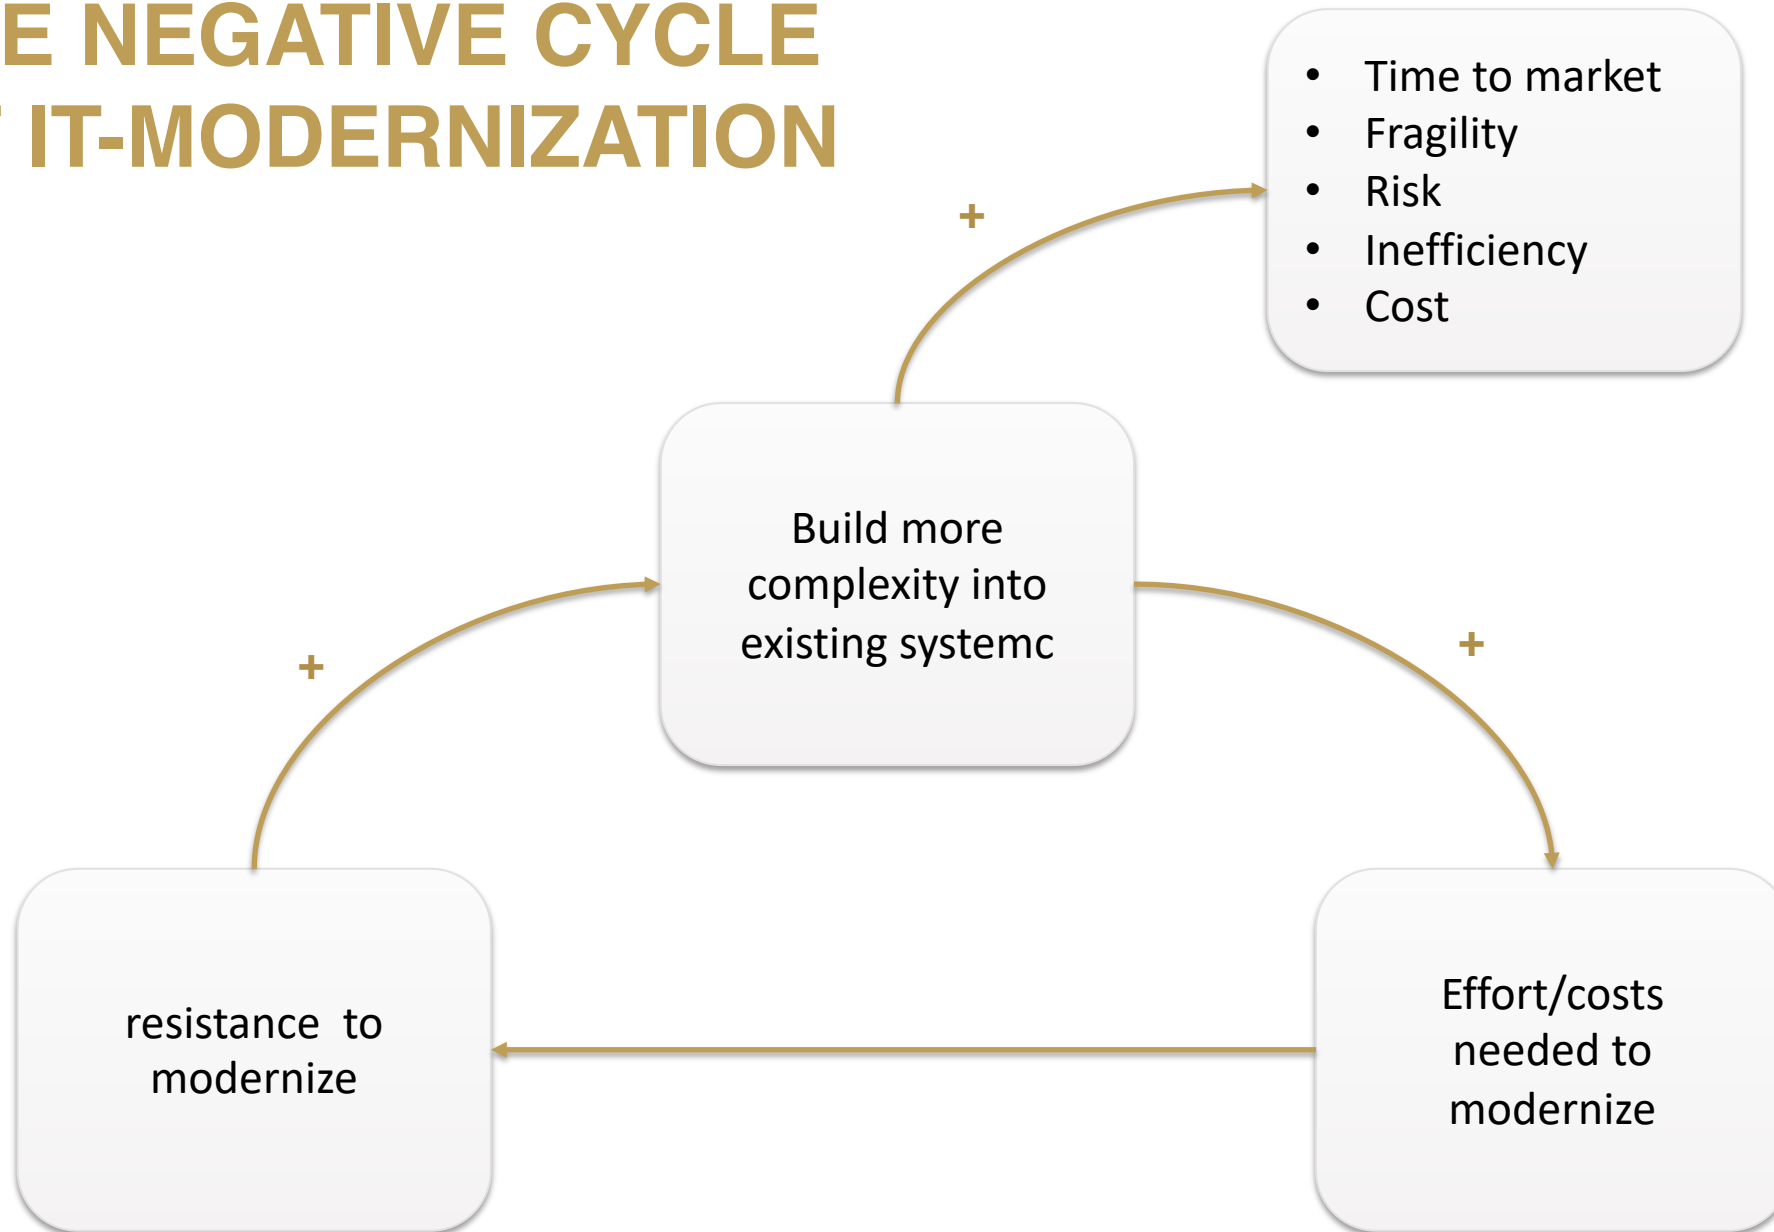 E NEGATIVE CYCLE
IT-MODERNIZATION
• Time to market
• Fragility
• Risk
• Inefficiency
• Cost
+
Build more
complexity into
existing systemc
+
+
resistance to
modernize
Effort/costs
needed to
modernize